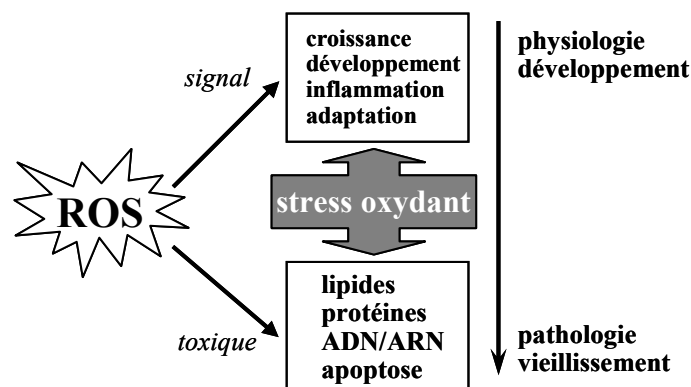 croissance
développement
inflammation
adaptation
physiologie
développement
signal
ROS
stress oxydant
toxique
lipides
protéines
ADN/ARN
apoptose
pathologie
vieillissement